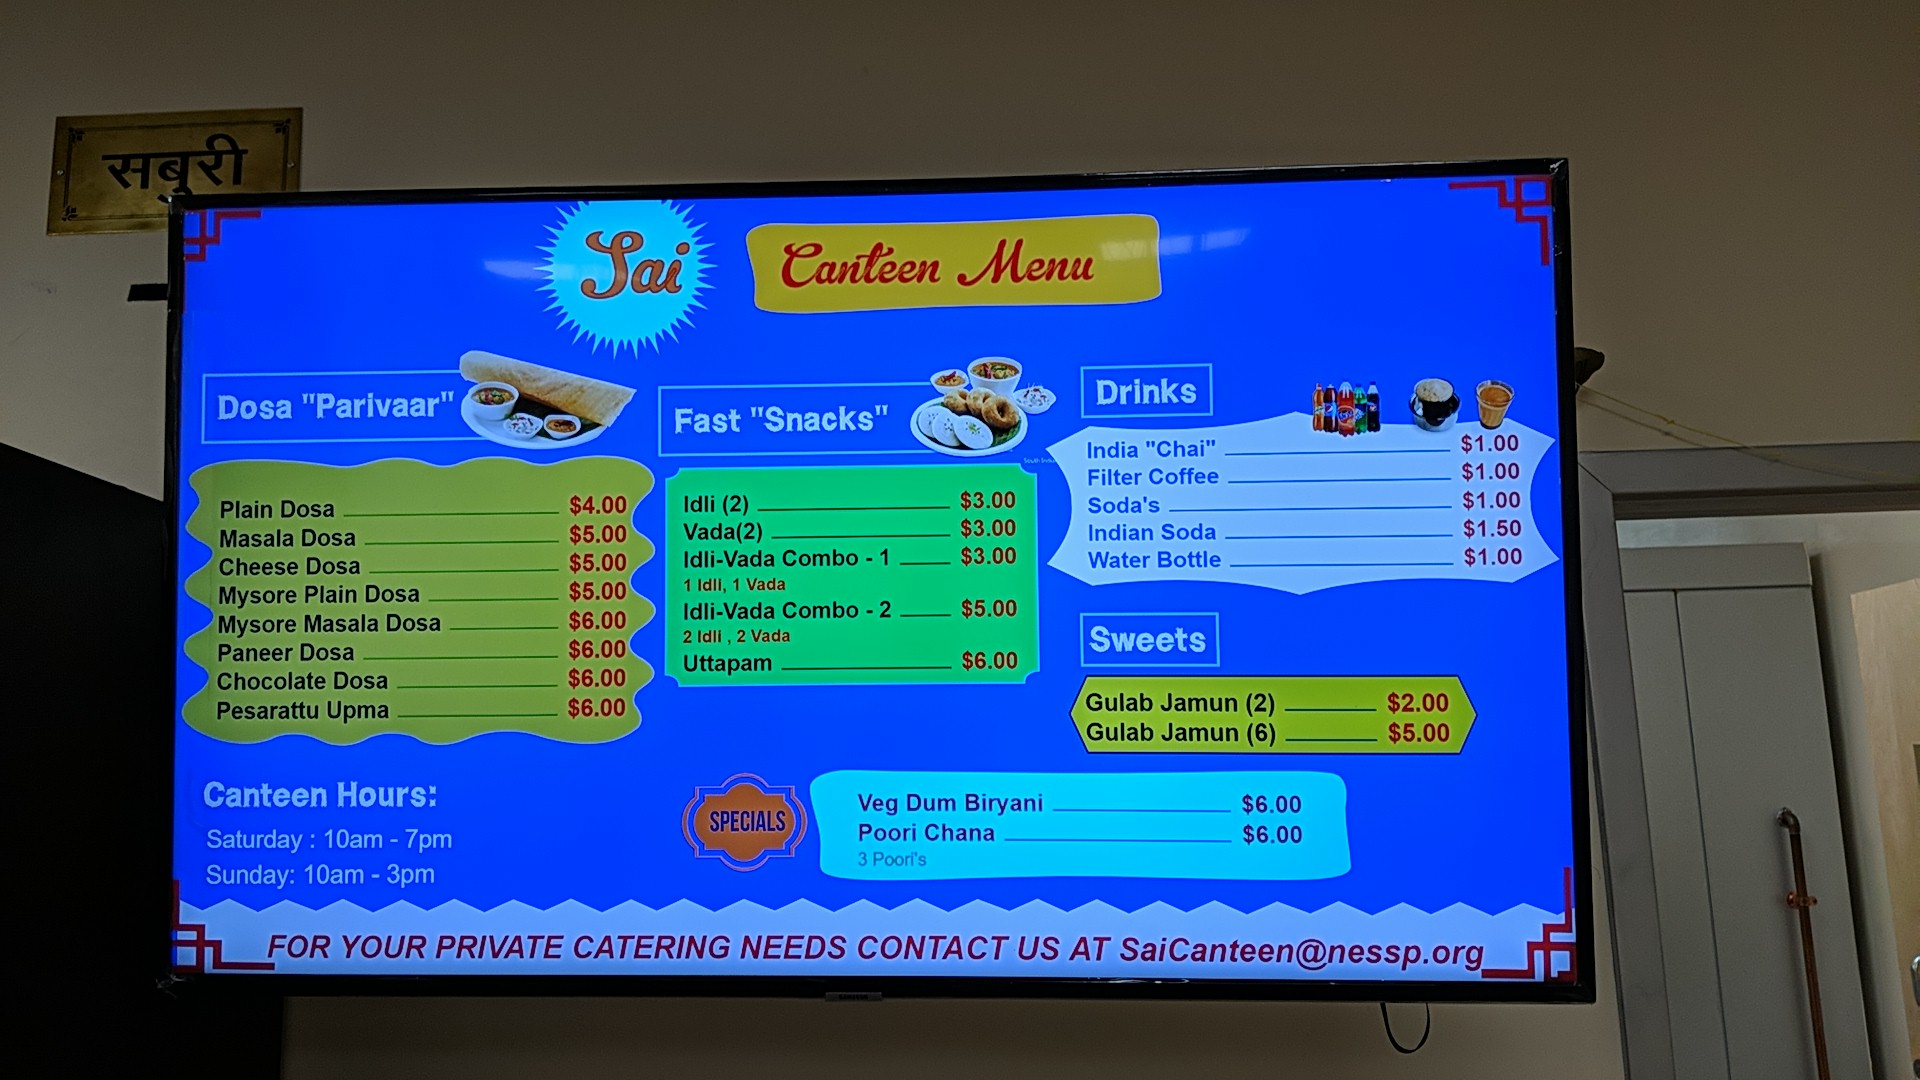 सबुरी
Sai
Canteen Menu
Dosa "Parivaar"
Plain Dosa $4.00
Masala Dosa $5.00
Cheese Dosa $5.00
Mysore Plain Dosa $5.00
Mysore Masala Dosa $6.00
Paneer Dosa $6.00
Chocolate Dosa $6.00
Pesarattu Upma $6.00
Fast "Snacks"
Idli (2) $3.00
Vada(2) $3.00
Idli-Vada Combo - 1 $3.00
1 Idli, 1 Vada
Idli-Vada Combo - 2 $5.00
2 Idli , 2 Vada
Uttapam $6.00
Drinks
India "Chai" $1.00
Filter Coffee $1.00
Soda's $1.00
Indian Soda $1.50
Water Bottle $1.00
Sweets
Gulab Jamun (2) $2.00
Gulab Jamun (6) $5.00
Canteen Hours:
Saturday : 10am - 7pm
Sunday: 10am - 3pm
SPECIALS
Veg Dum Biryani $6.00
Poori Chana $6.00
3 Poori's
FOR YOUR PRIVATE CATERING NEEDS CONTACT US AT SaiCanteen@nessp.org